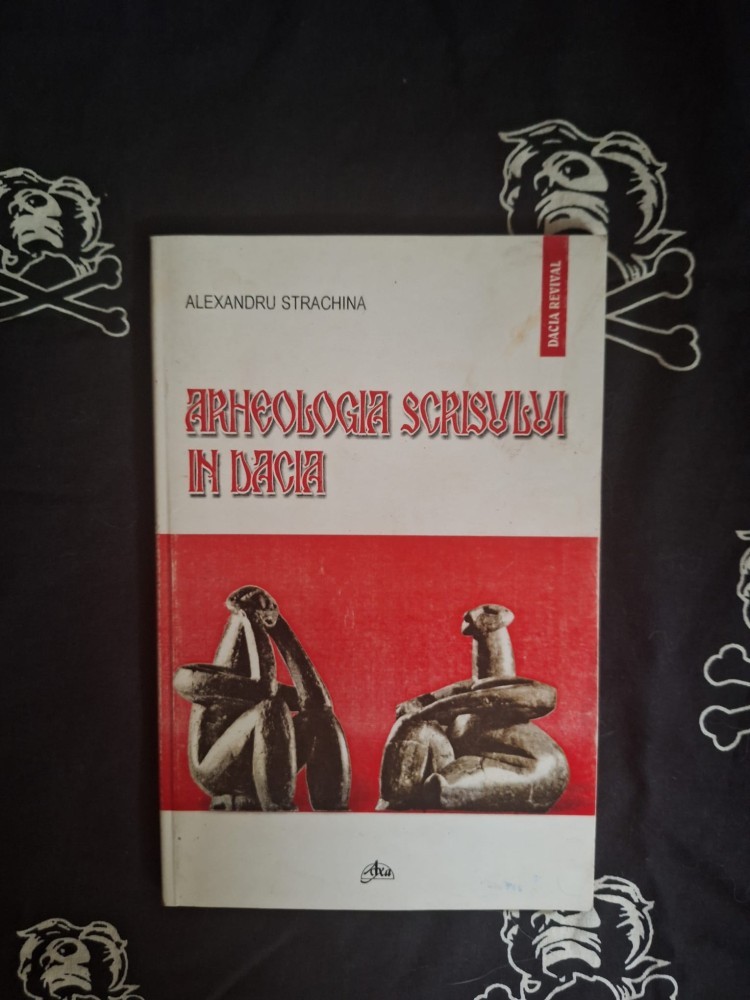 DACIA REVIVAL
ALEXANDRU STRACHINA
ARHEOLOGIA SCRISULUI
IN DACIA
Axa